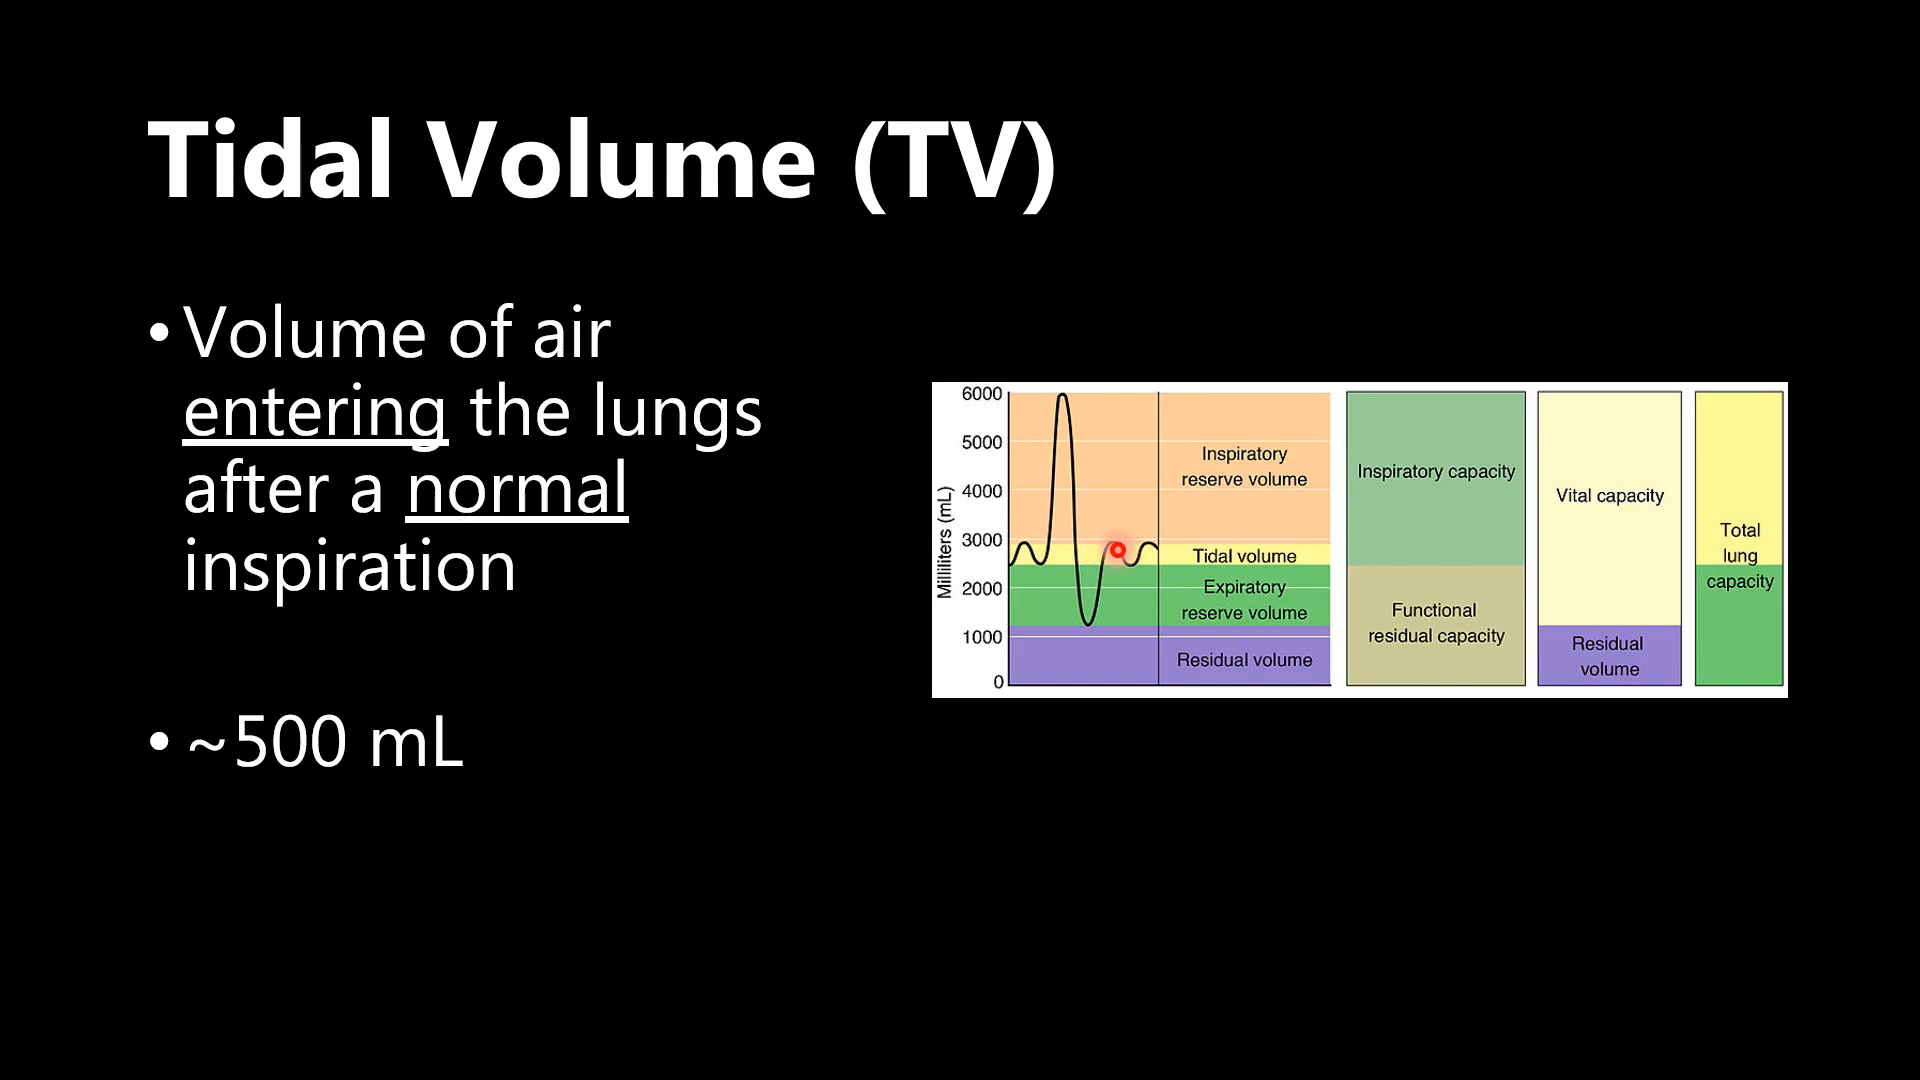 Tidal Volume (TV)
• Volume of air
entering the lungs
after a normal
inspiration
• ~500 mL
Milliliters (mL)
6000
5000
4000
3000
2000
1000
0
Inspiratory
reserve volume
Tidal volume
Expiratory
reserve volume
Residual volume
Inspiratory capacity
Functional
residual capacity
Vital capacity
Residual
volume
Total
lung
capacity